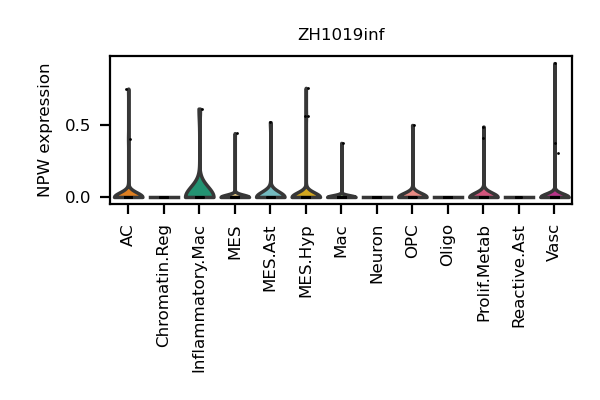 ZH1019inf
NPW expression
0.5
0.0
AC
Chromatin.Reg
Inflammatory.Mac
MES
MES.Ast
MES.Hyp
Mac
Neuron
OPC
Oligo
Prolif.Metab
Reactive.Ast
Vasc